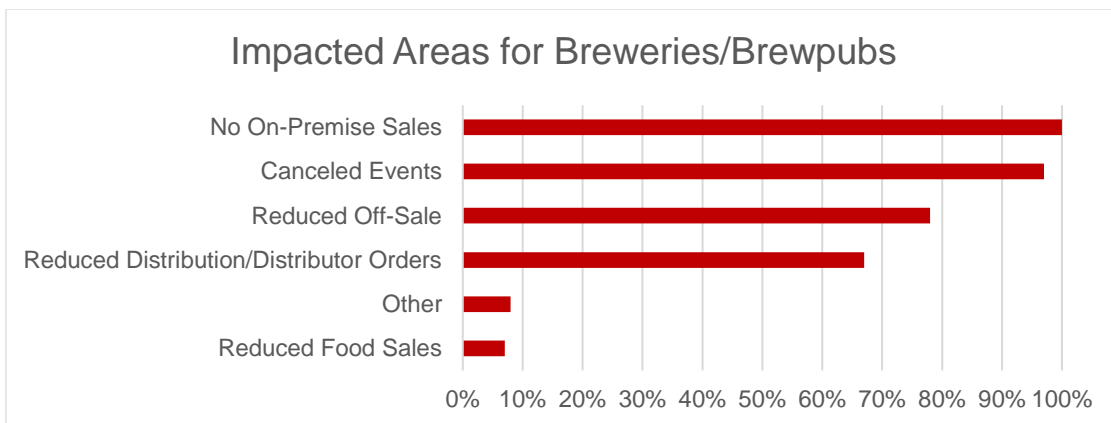 Impacted Areas for Breweries/Brewpubs
No On-Premise Sales
Canceled Events
Reduced Off-Sale
Reduced Distribution/Distributor Orders
Other
Reduced Food Sales
0% 10% 20% 30% 40% 50% 60% 70% 80% 90% 100%